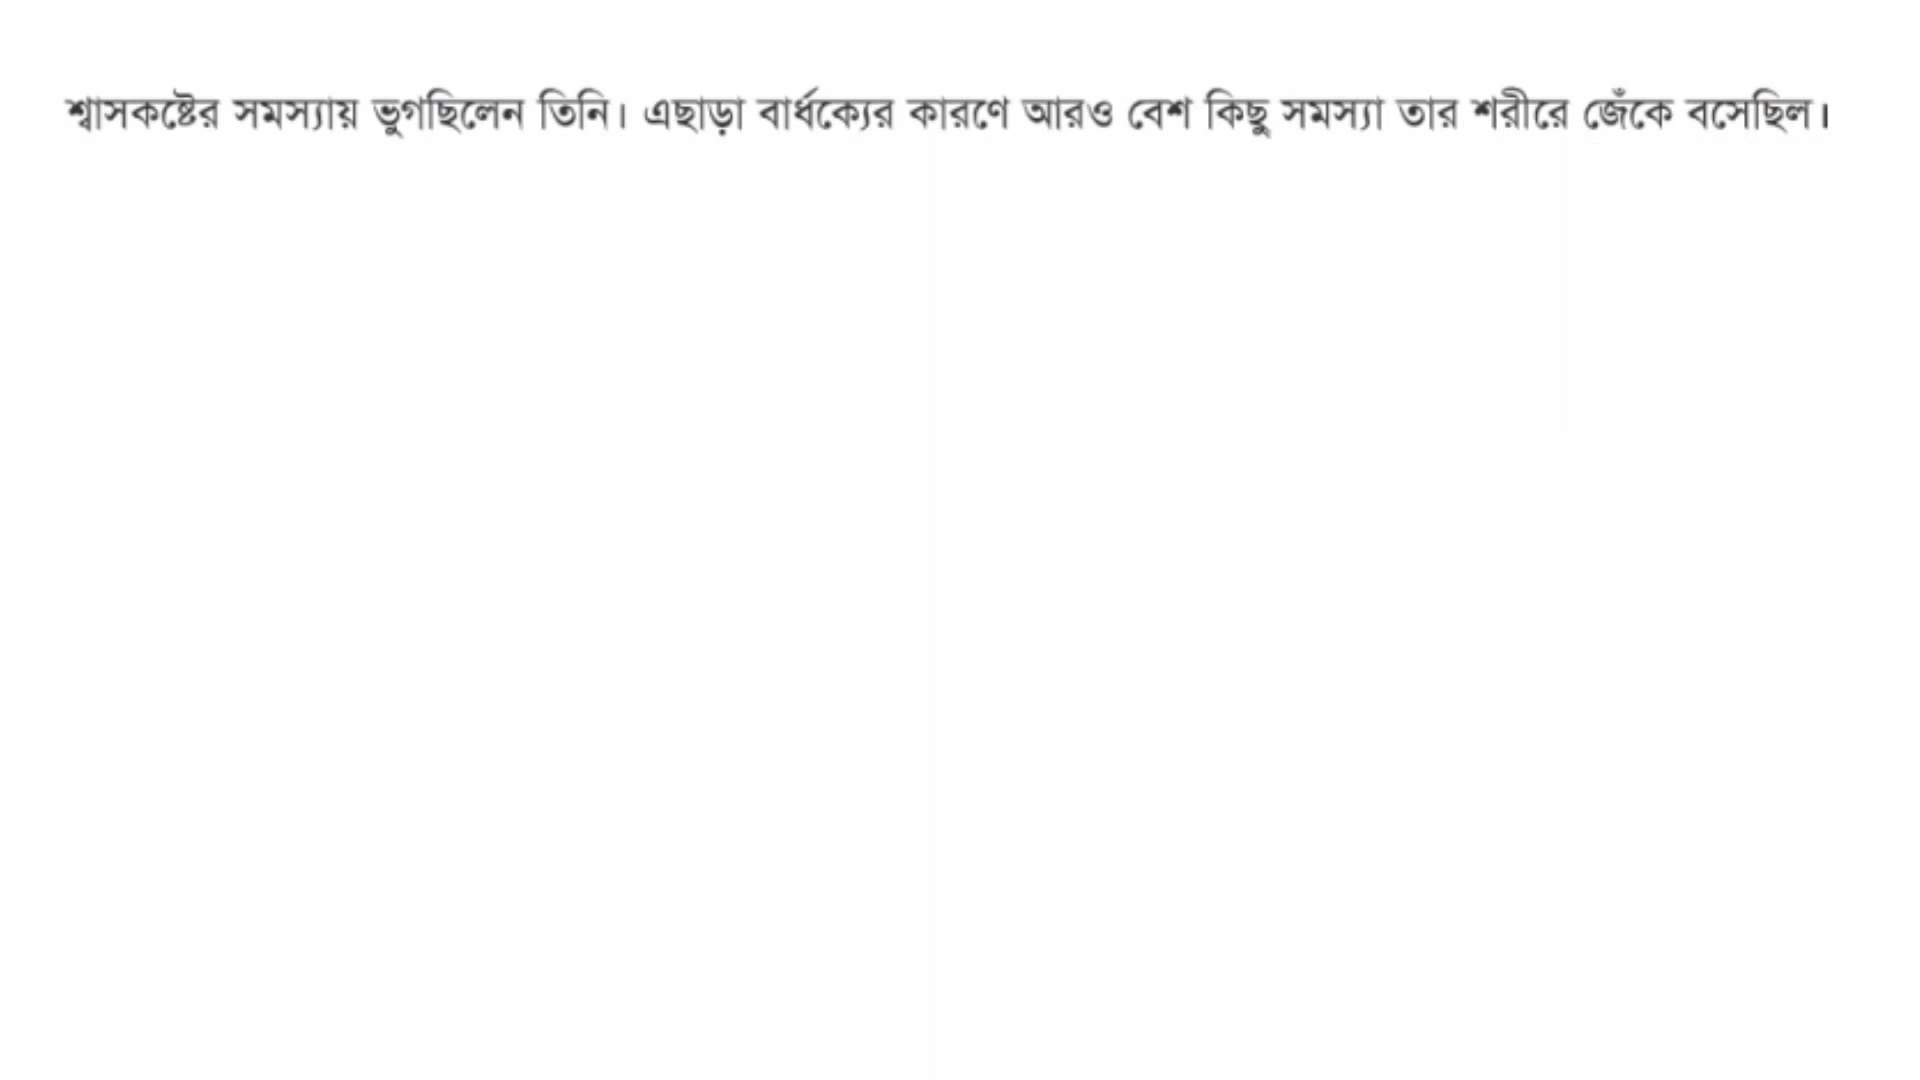 শ্বাসকষ্টের সমস্যায় ভুগছিলেন তিনি। এছাড়া বার্ধক্যের কারণে আরও বেশ কিছু সমস্যা তার শরীরে জেঁকে বসেছিল।